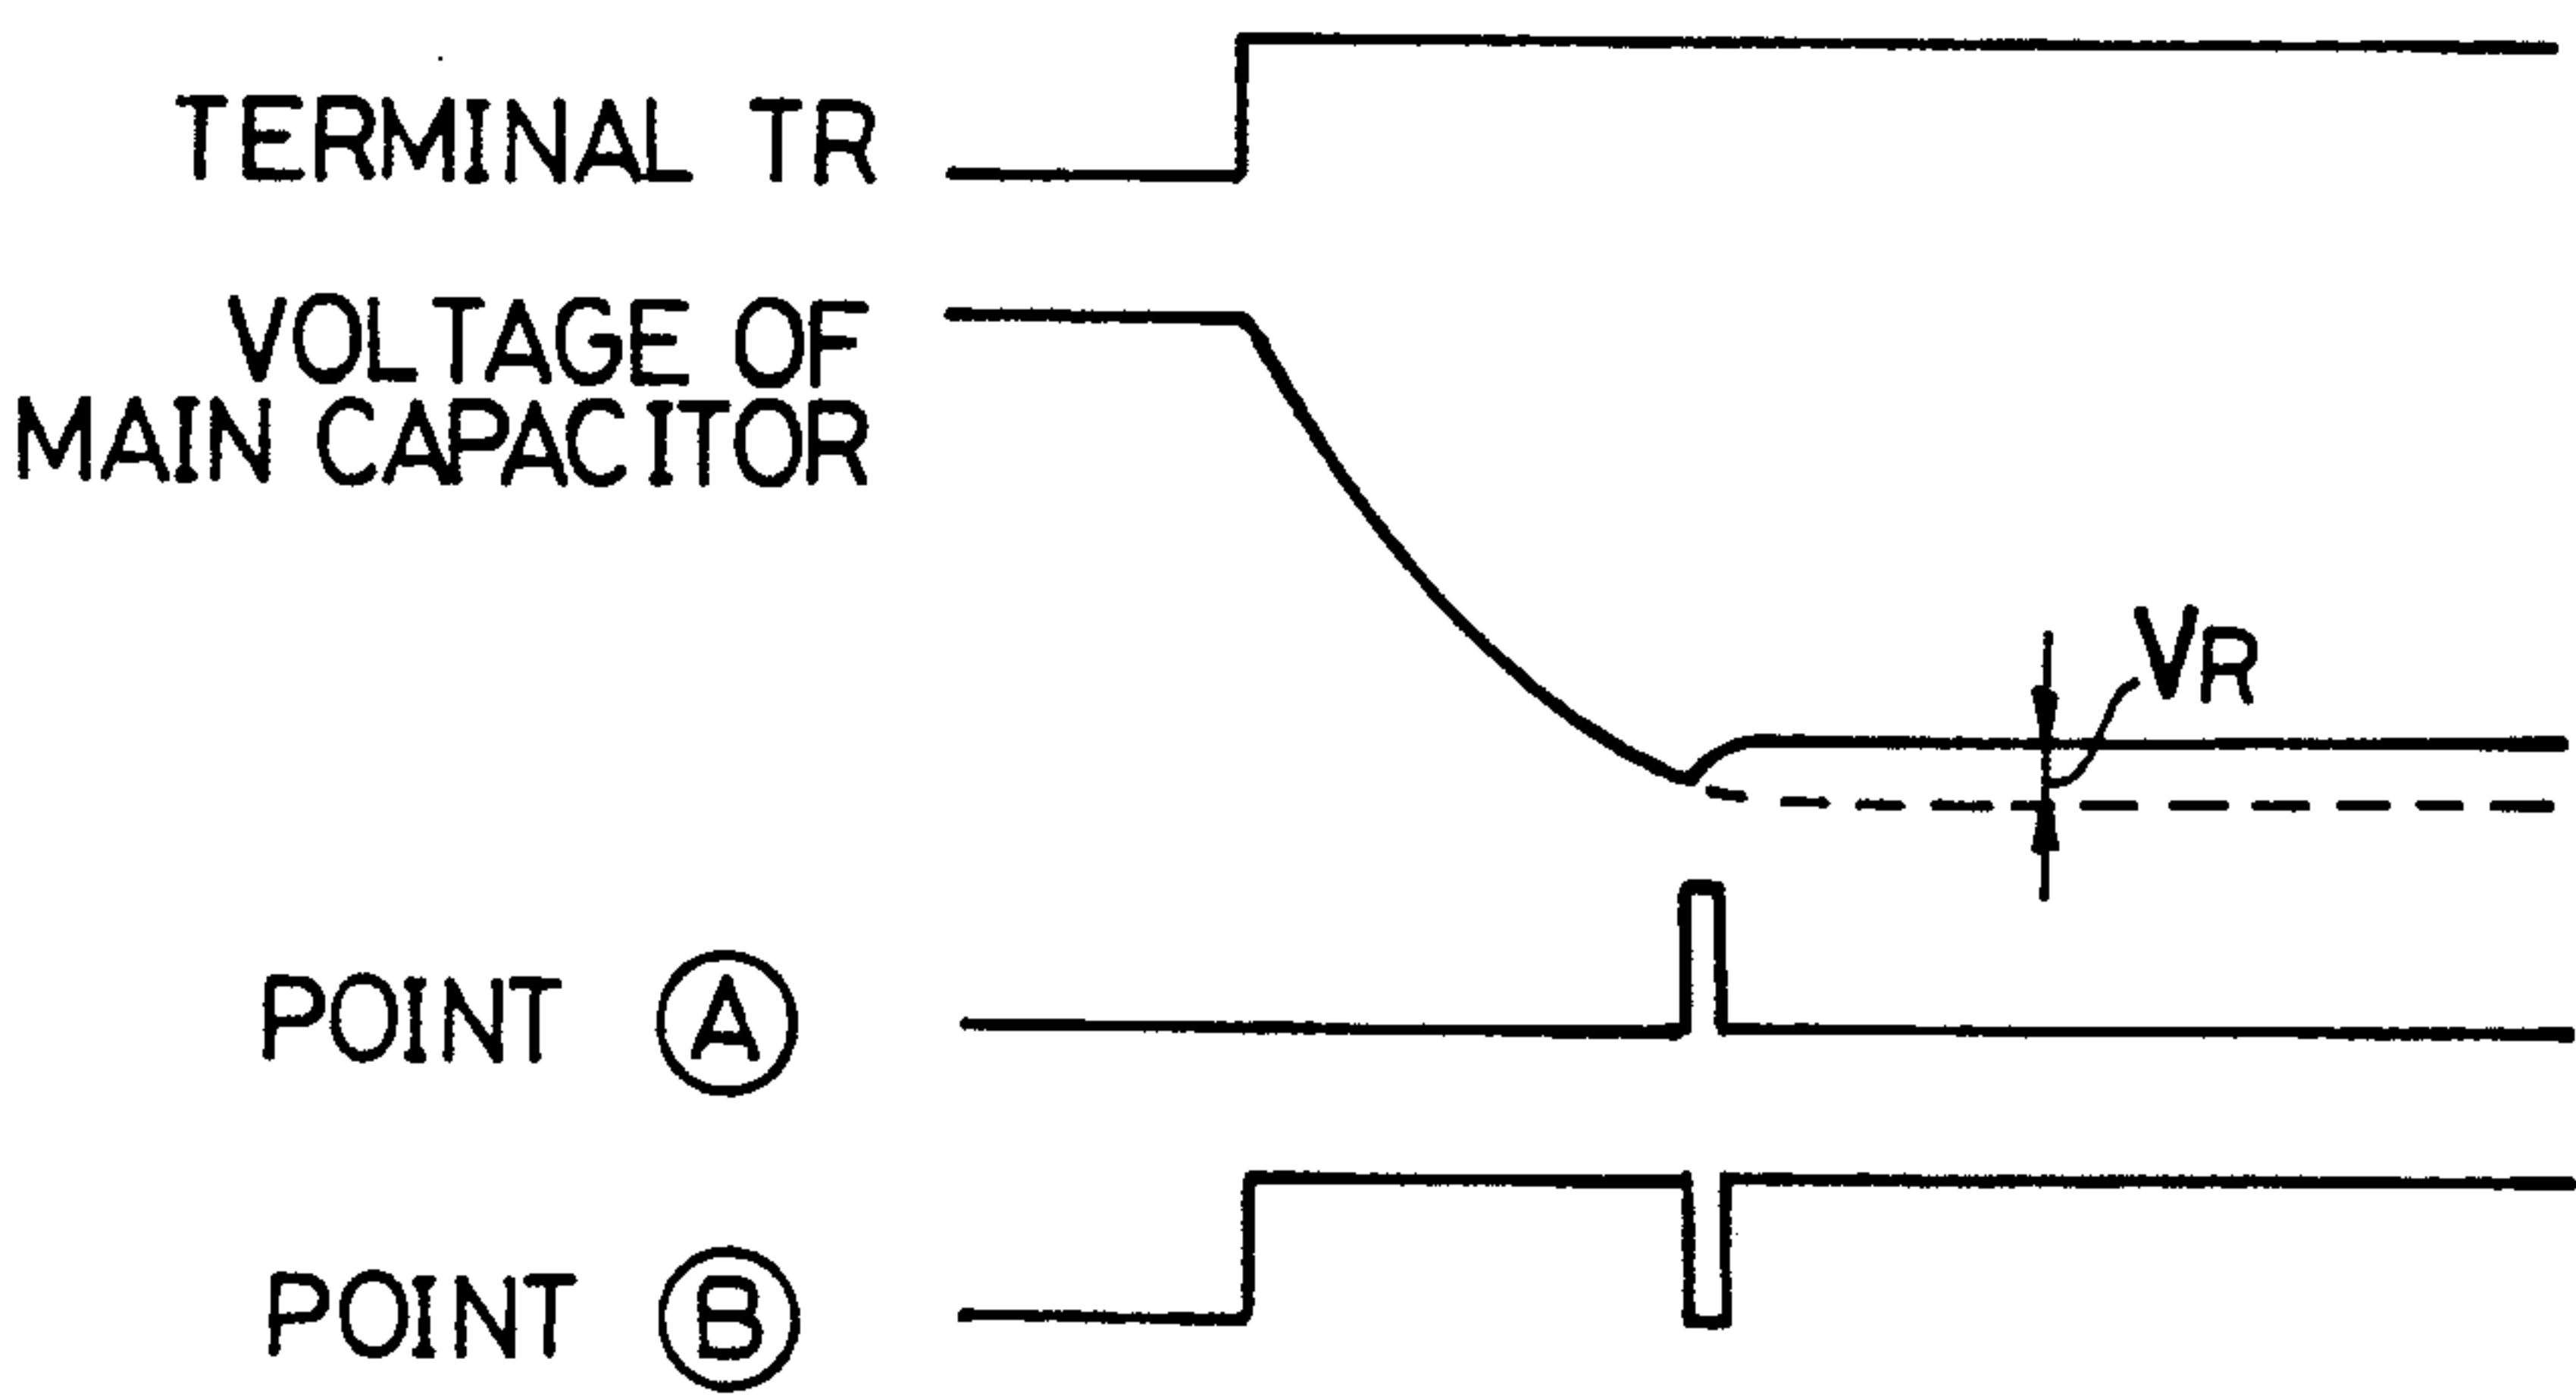 TERMINAL TR
VOLTAGE OF
MAIN CAPACITOR
VR
POINT A
POINT B